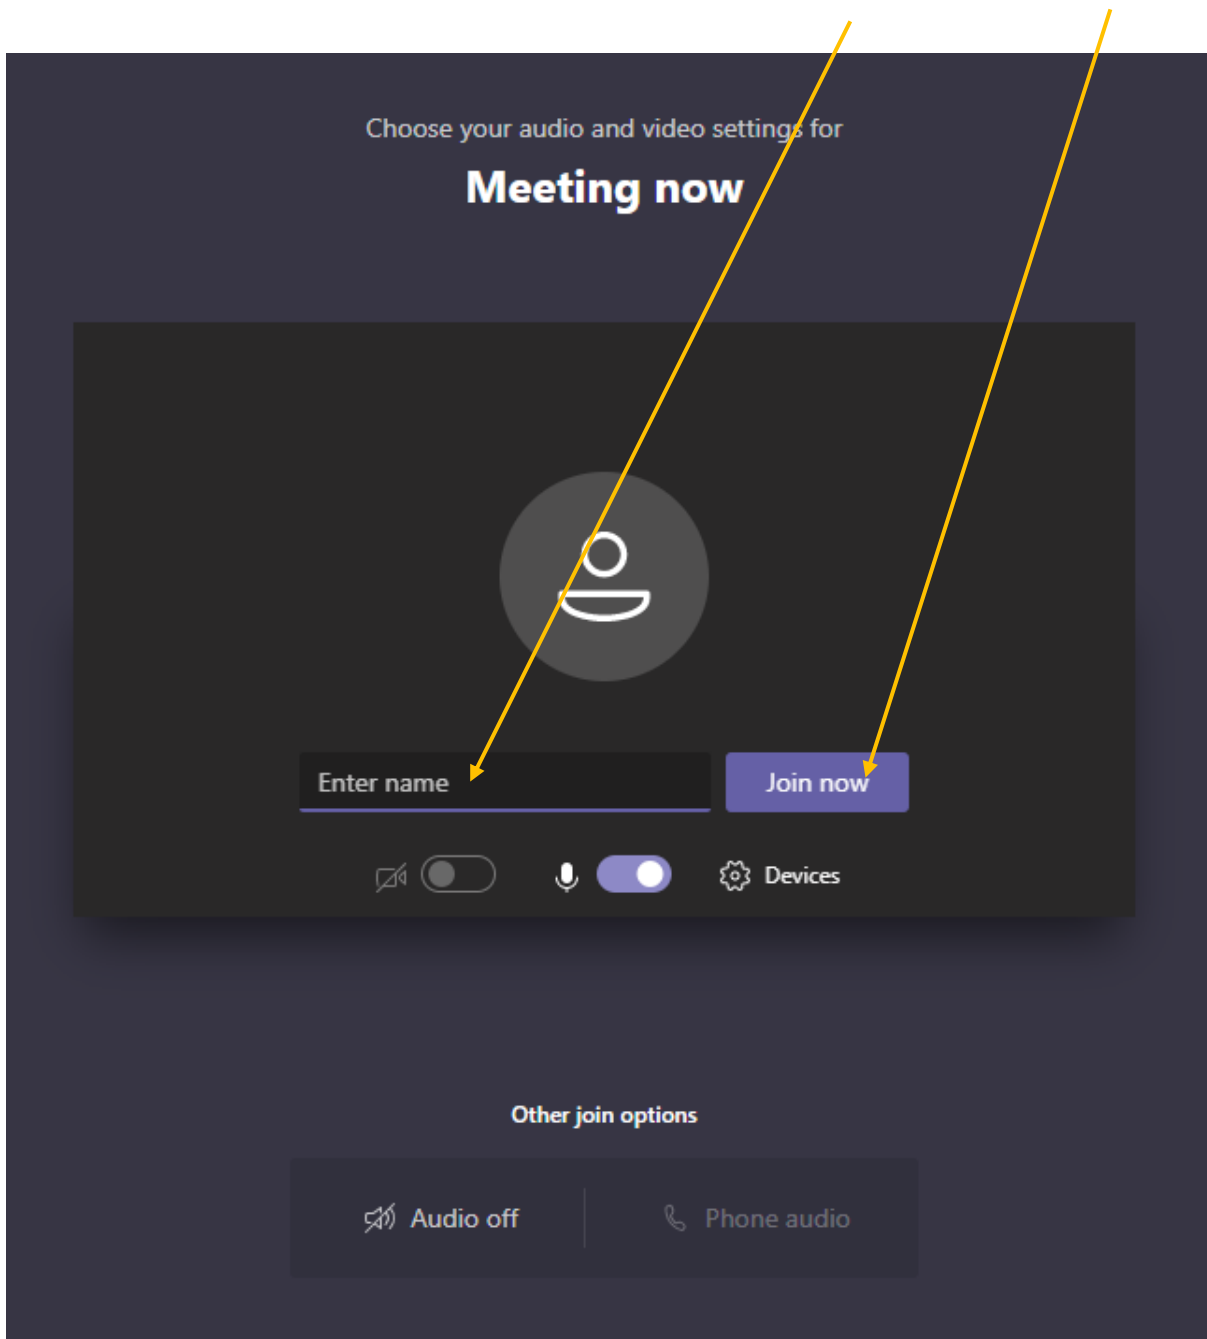 Choose your audio and video settings for
Meeting now
Enter name
Join now
Devices
Other join options
Audio off
Phone audio